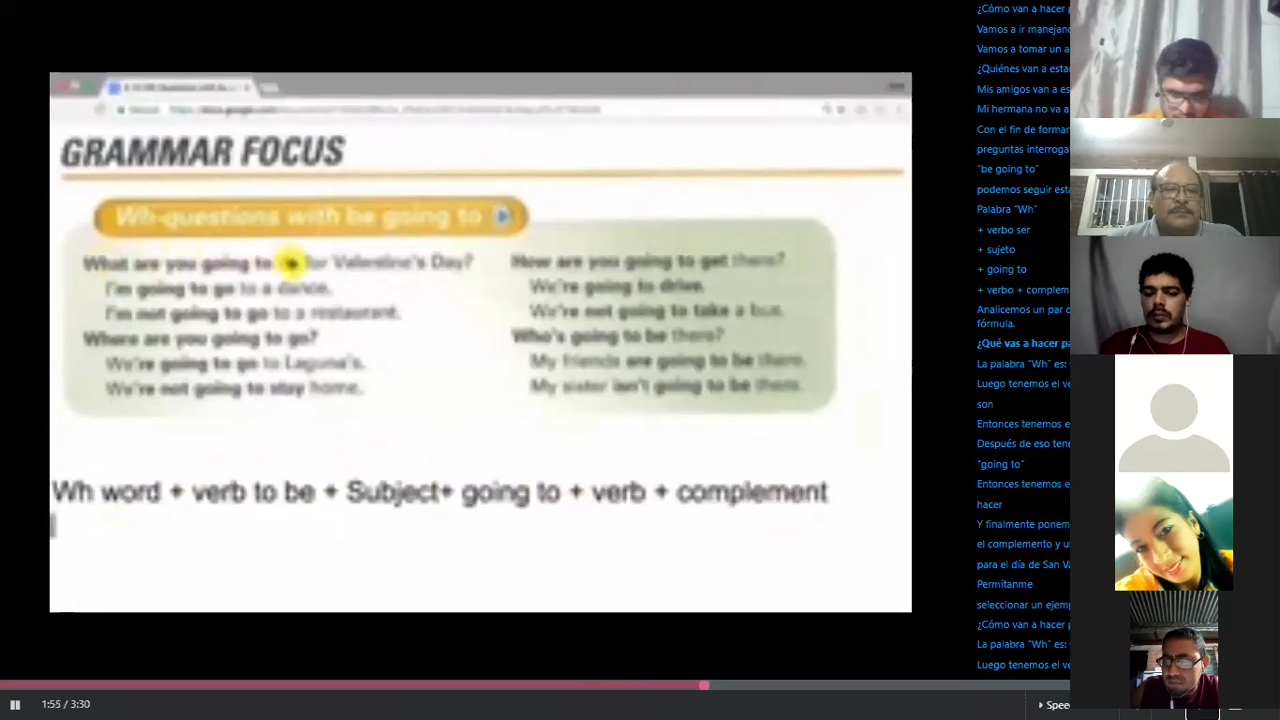 GRAMMAR FOCUS
Wh-questions with be going to
What are you going to for Valentine's Day?
I'm going to go to a dance.
I'm not going to go to a restaurant.
Where are you going to go?
We're going to go to
We're not going to stay home.
How are you going to get there?
We're going to drive.
We're not going to take a bus.
Who's going to be there?
My friends are going to be there.
My sister isn't going to be there.
Wh word + verb to be + Subject+ going to + verb + complement
1:55 / 3:30
Speed
¿Cómo van a hacer p
Vamos a ir manejand
Vamos a tomar un a
¿Quiénes van a esta
Mis amigos van a es
Mi hermana no va a
Con el fin de formar
preguntas interrogat
"be going to"
podemos seguir esta
Palabra "Wh"
+ verbo ser
+ sujeto
+ going to
+ verbo + complem
Analicemos un par d
fórmula.
¿Qué vas a hacer pa
La palabra "Wh" es:
Luego tenemos el ve
son
Entonces tenemos e
Después de eso tene
"going to"
Entonces tenemos e
hacer
Y finalmente ponem
el complemento y u
para el día de San Va
Permítanme
seleccionar un ejemp
¿Cómo van a hacer p
La palabra "Wh" es:
Luego tenemos el ve